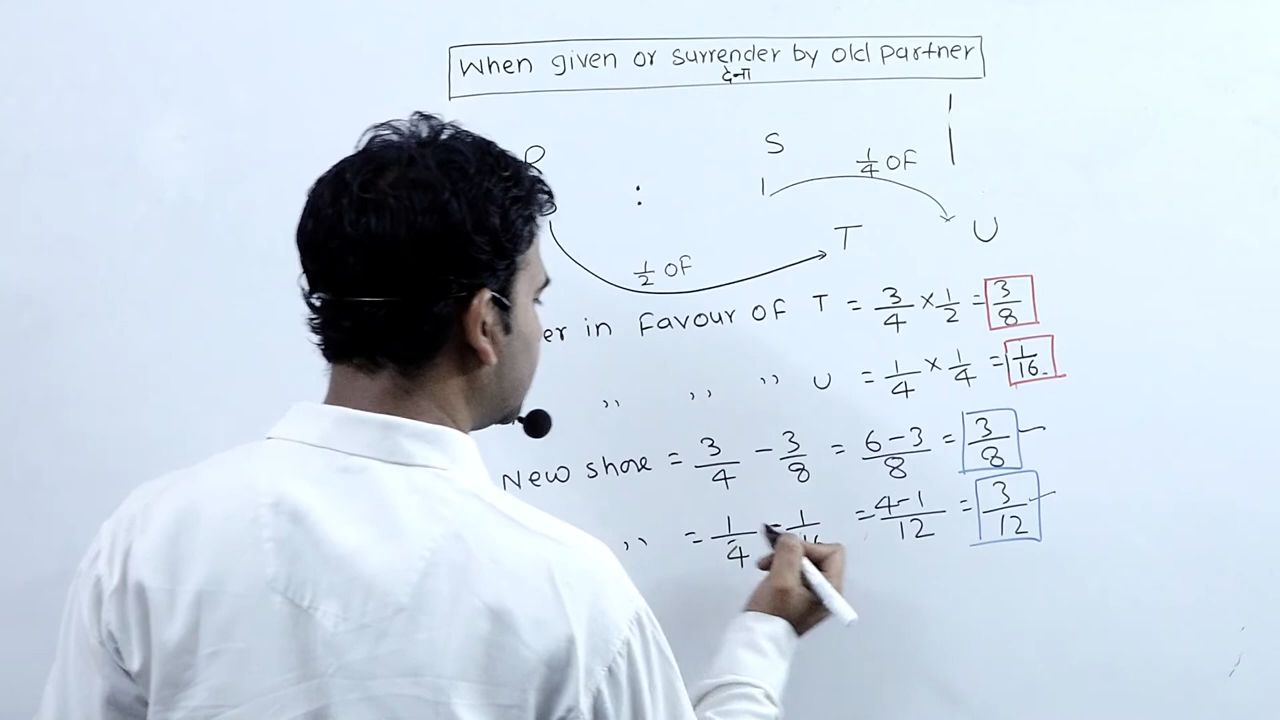 When given or surrender by old partner
देना
S
1/4 OF
:
1
T
U
1/2 OF
er in Favour of T = 3/4 × 1/2 = 3/8
,, ,, ,, U = 1/4 × 1/4 = 1/16
New share = 3/4 - 3/8 = 6-3/8 = 3/8
,, = 1/4 - 1/16 = 4-1/12 = 3/12